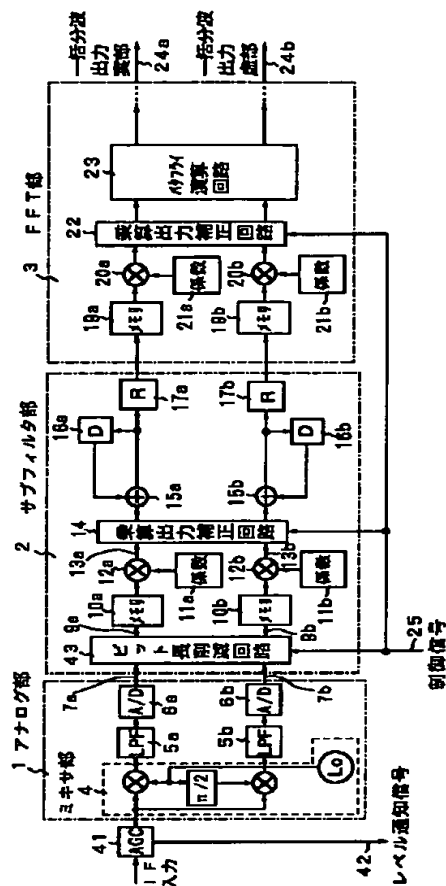 1 アナログ部
ミキサ部
4
IF
入力
AGC
41
42
レベル通知信号
π/2
Lo
LPF
5a
LPF
5b
A/D
6a
A/D
6b
7a
7b
2 サブフィルタ部
43
ビット長削減回路
9a
9b
メモリ
10a
メモリ
10b
係数
11a
係数
11b
12a
12b
13a
13b
14
乗算出力補正回路
15a
15b
D
16a
D
16b
R
17a
R
17b
25
制御信号
3 FFT部
メモリ
19a
メモリ
19b
20a
20b
係数
21a
係数
21b
22
乗算出力補正回路
23
バタフライ
演算
回路
一括分波
出力
実部
24a
一括分波
出力
虚部
24b